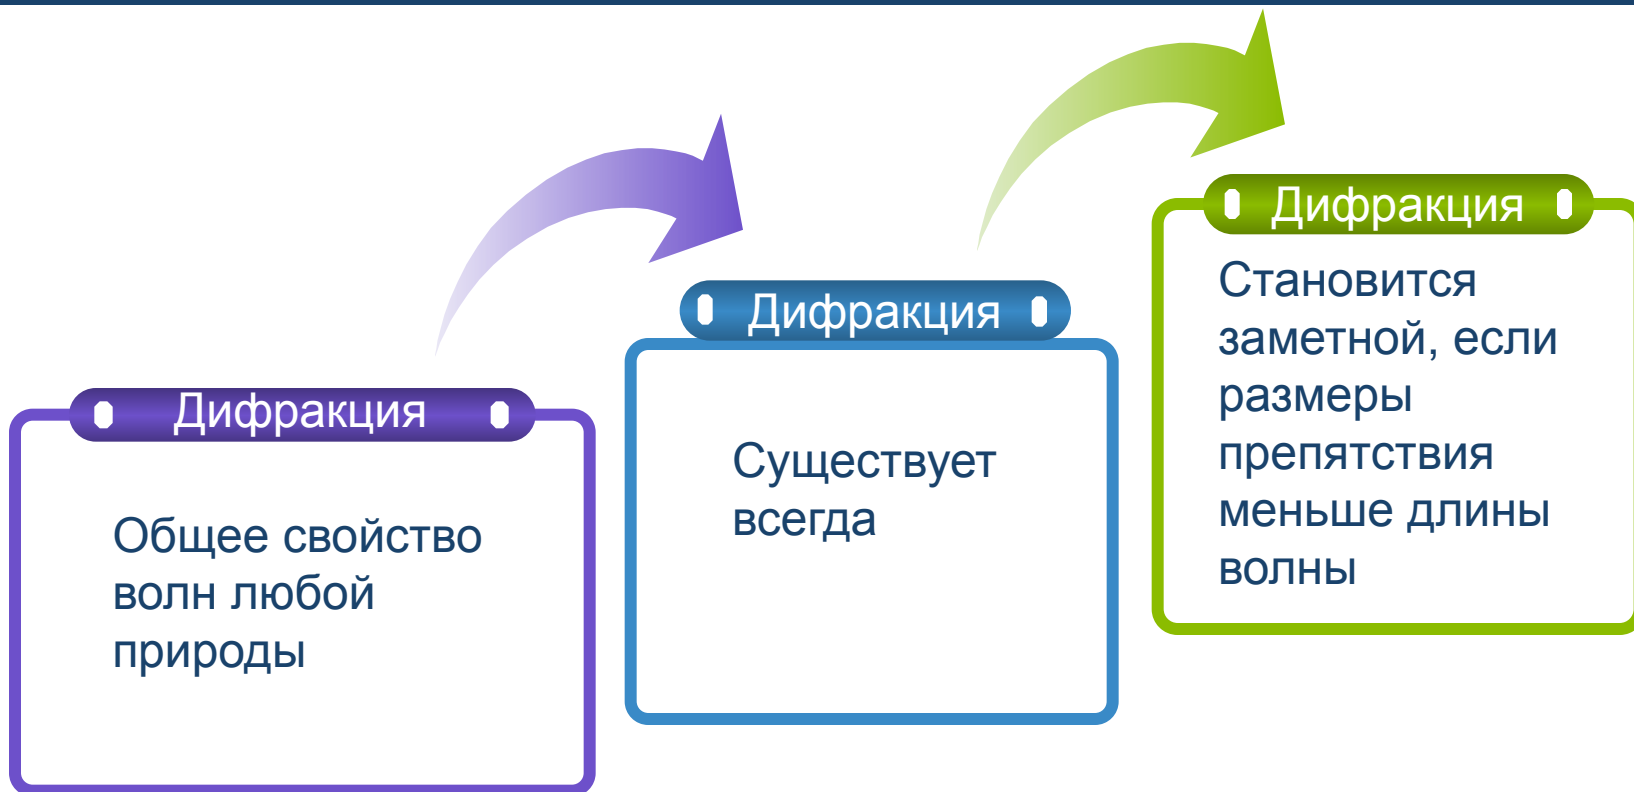 Дифракция
Общее свойство
волн любой
природы
Дифракция
Существует
всегда
Дифракция
Становится
заметной, если
размеры
препятствия
меньше длины
волны